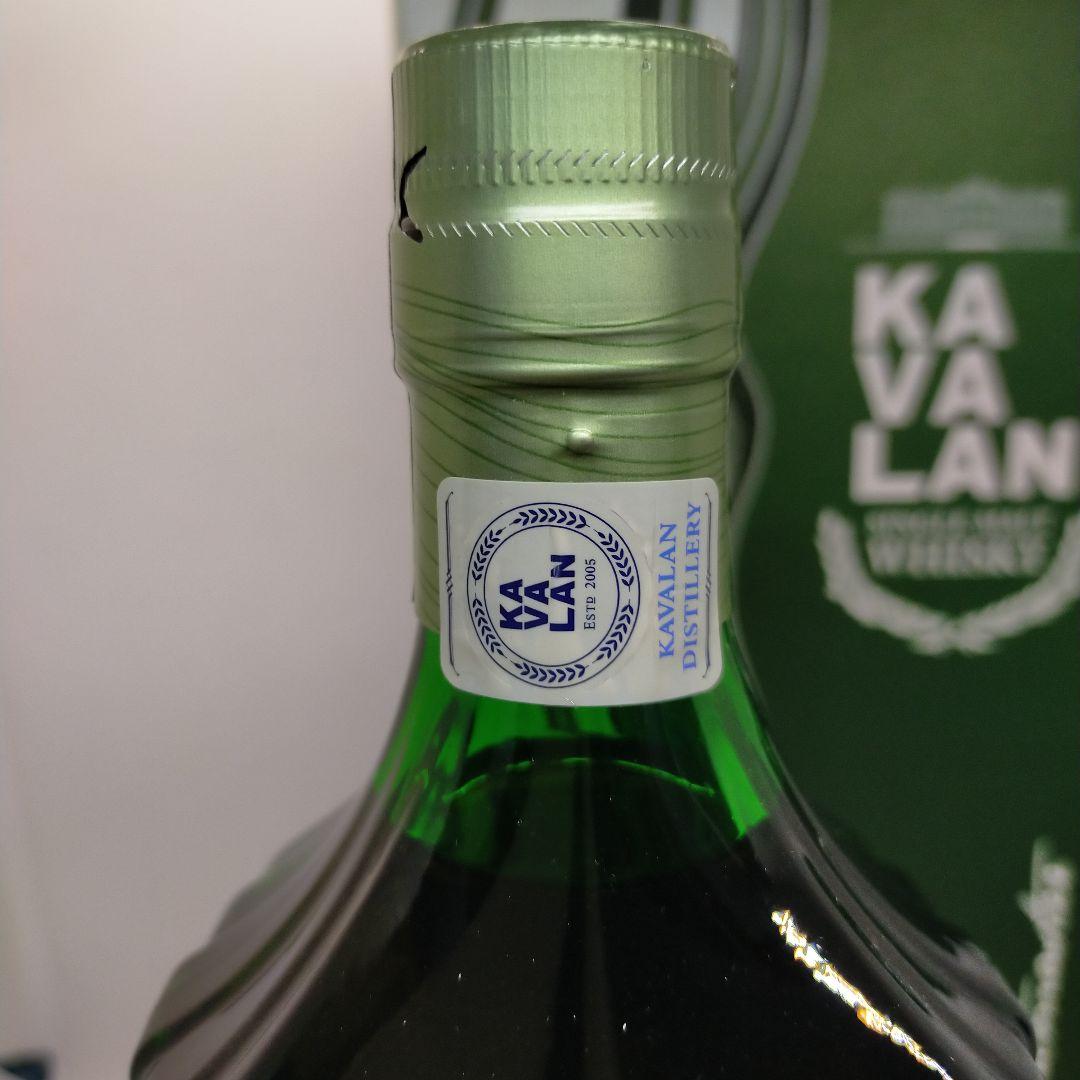 KA
VA
LAN
ESTD 2005
KAVALAN
DISTILLERY
KA
VA
LAN
SINGLE MALT
WHISKY